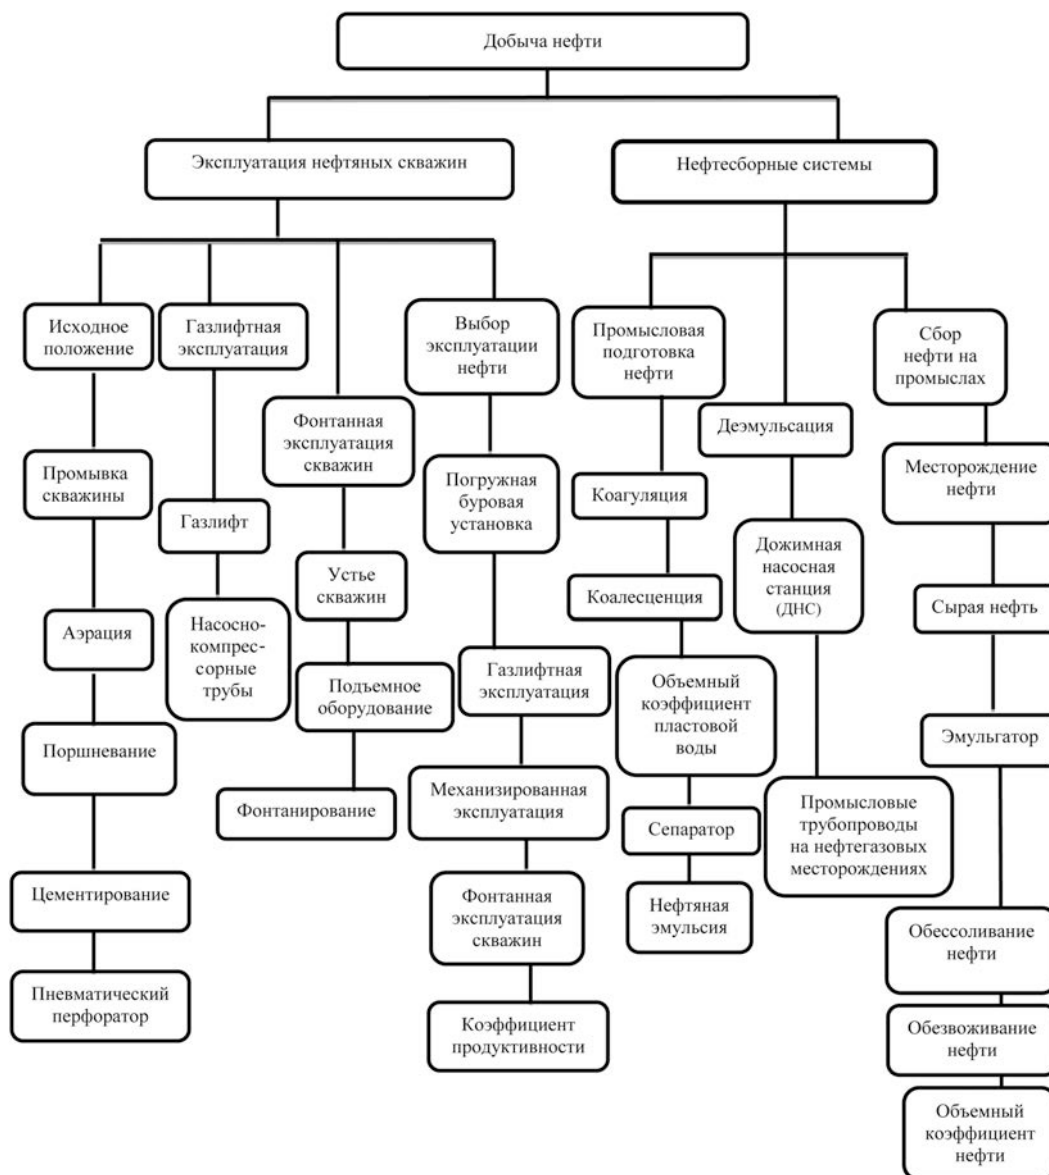 Добыча нефти
Эксплуатация нефтяных скважин
Нефтесборные системы
Исходное
положение
Газлифтная
эксплуатация
Выбор
эксплуатации
нефти
Промысловая
подготовка
нефти
Сбор
нефти на
промыслах
Фонтанная
эксплуатация
скважин
Деэмульсация
Промывка
скважины
Погружная
буровая
установка
Месторождение
нефти
Коагуляция
Газлифт
Дожимная
насосная
станция
(ДНС)
Устье
скважин
Коалесценция
Сырая нефть
Аэрация
Насосно-
компрес-
сорные
трубы
Газлифтная
эксплуатация
Подъемное
оборудование
Объемный
коэффициент
пластовой
воды
Поршневание
Эмульгатор
Фонтанирование
Механизированная
эксплуатация
Сепаратор
Промысловые
трубопроводы
на нефтегазовых
месторождениях
Цементирование
Фонтанная
эксплуатация
скважин
Нефтяная
эмульсия
Обессоливание
нефти
Пневматический
перфоратор
Коэффициент
продуктивности
Обезвоживание
нефти
Объемный
коэффициент
нефти